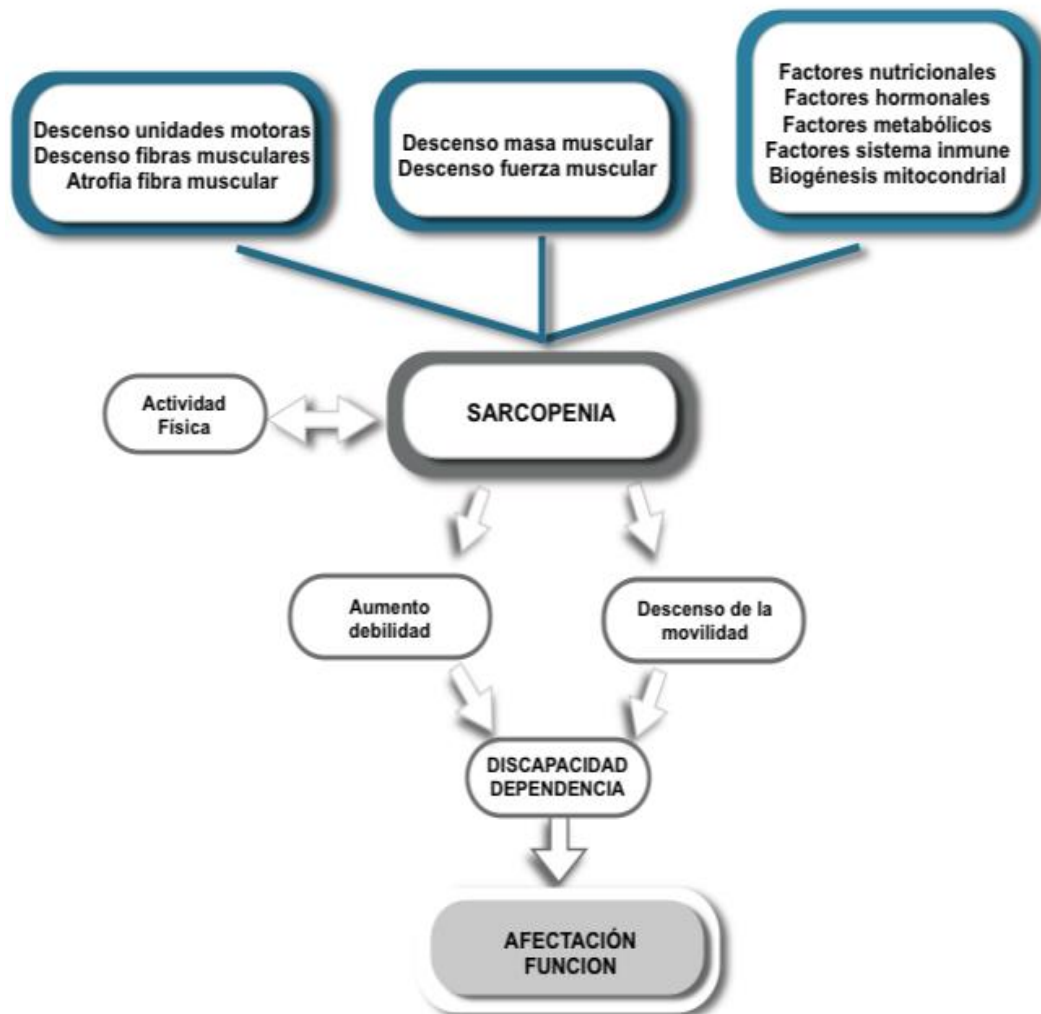 Descenso unidades motoras
Descenso fibras musculares
Atrofia fibra muscular
Descenso masa muscular
Descenso fuerza muscular
Factores nutricionales
Factores hormonales
Factores metabólicos
Factores sistema inmune
Biogénesis mitocondrial
Actividad
Física
SARCOPENIA
Aumento
debilidad
Descenso de la
movilidad
DISCAPACIDAD
DEPENDENCIA
AFECTACIÓN
FUNCION